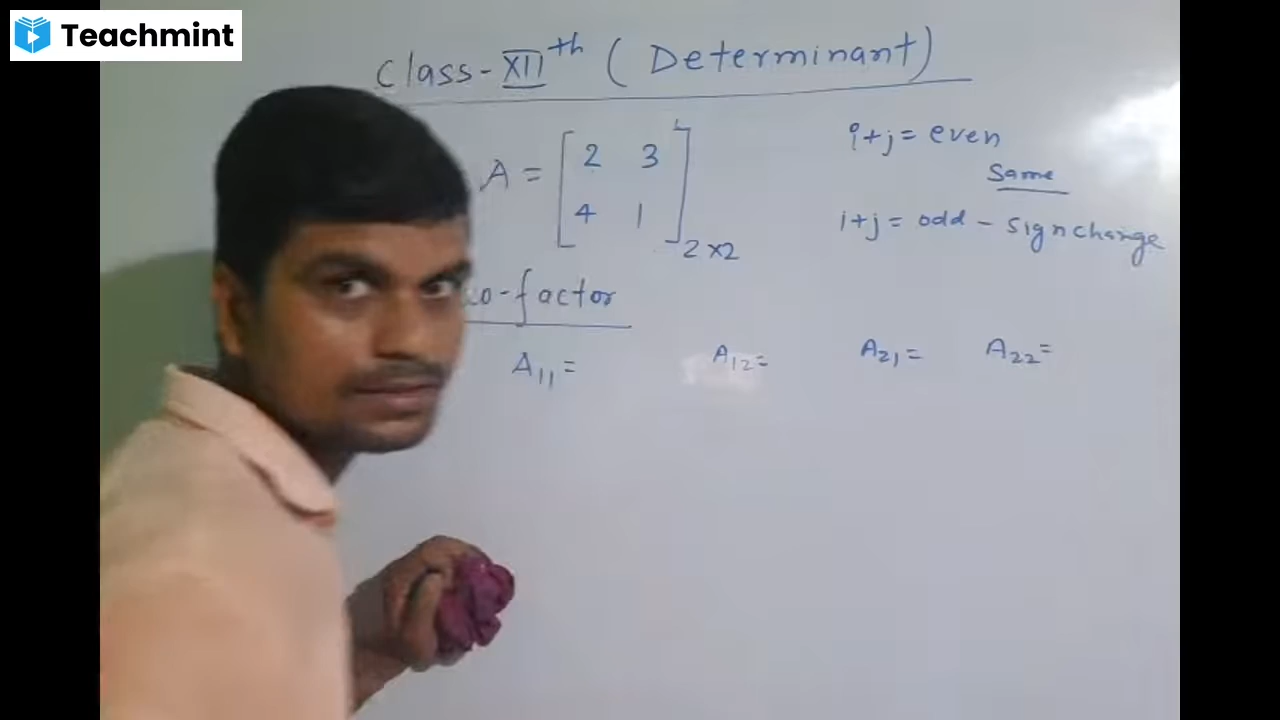 Teachmint
Class-XIIth (Determinant)
A = [2 3
4 1] 2×2
i+j = even
Same
i+j = odd - sign change
co-factor
A11 = A12 = A21 = A22 =